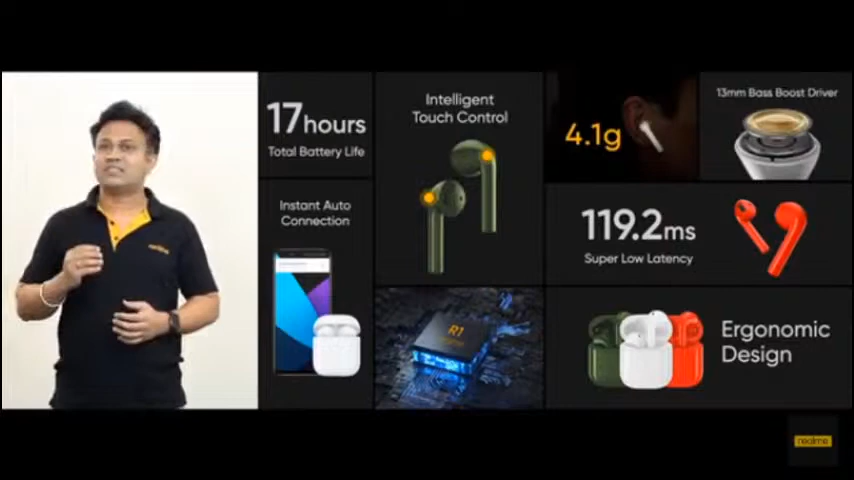 17hours
Total Battery Life
Instant Auto
Connection
Intelligent
Touch Control
R1
4.1g
13mm Bass Boost Driver
119.2ms
Super Low Latency
Ergonomic
Design
realme